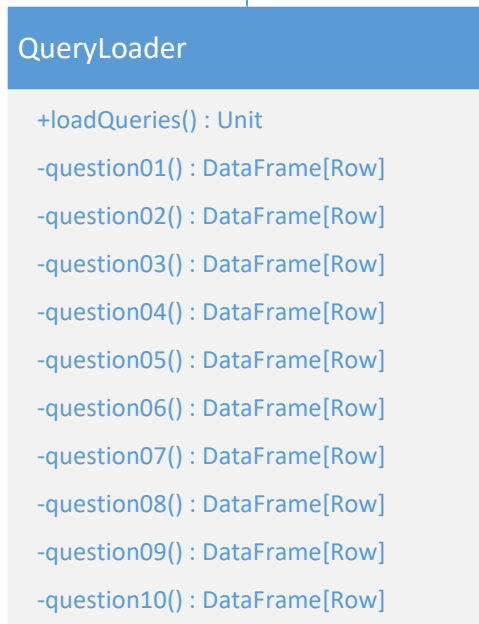 QueryLoader
+loadQueries() : Unit
-question01() : DataFrame[Row]
-question02() : DataFrame[Row]
-question03() : DataFrame[Row]
-question04() : DataFrame[Row]
-question05() : DataFrame[Row]
-question06() : DataFrame[Row]
-question07() : DataFrame[Row]
-question08() : DataFrame[Row]
-question09() : DataFrame[Row]
-question10() : DataFrame[Row]